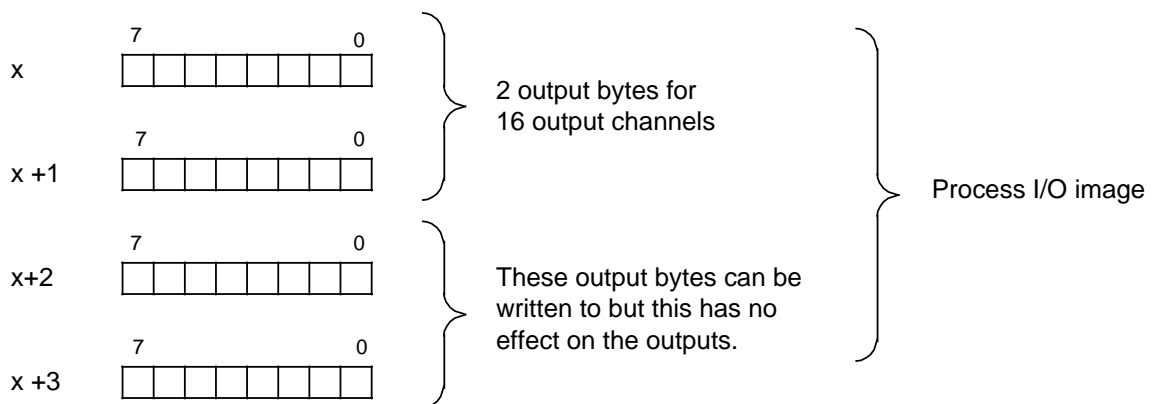 7 0
x
2 output bytes for
16 output channels
7 0
x +1
Process I/O image
7 0
x+2
These output bytes can be
written to but this has no
effect on the outputs.
7 0
x +3